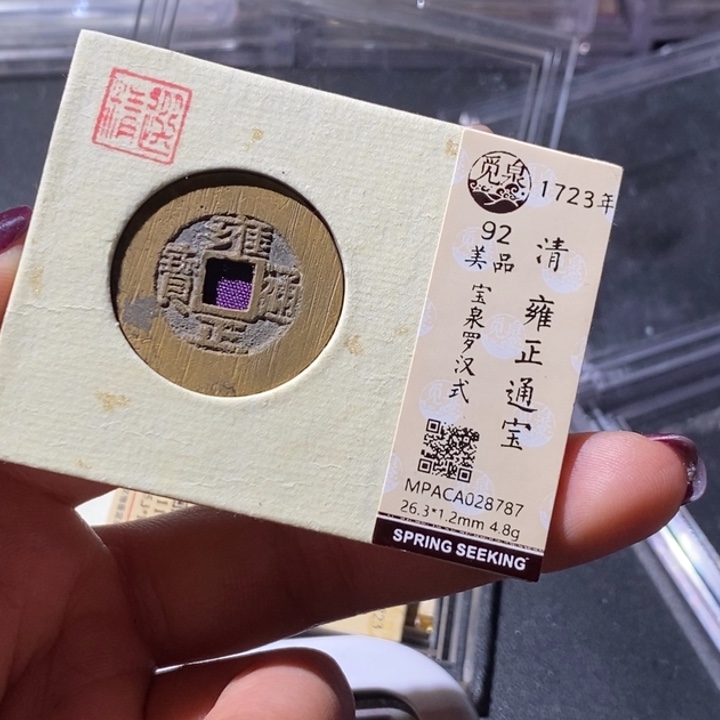 雍正通寶
觅泉
1723年
92
美品
清 雍正通宝
宝泉罗汉式
MPACA028787
26.3*1.2mm 4.8g
SPRING SEEKING